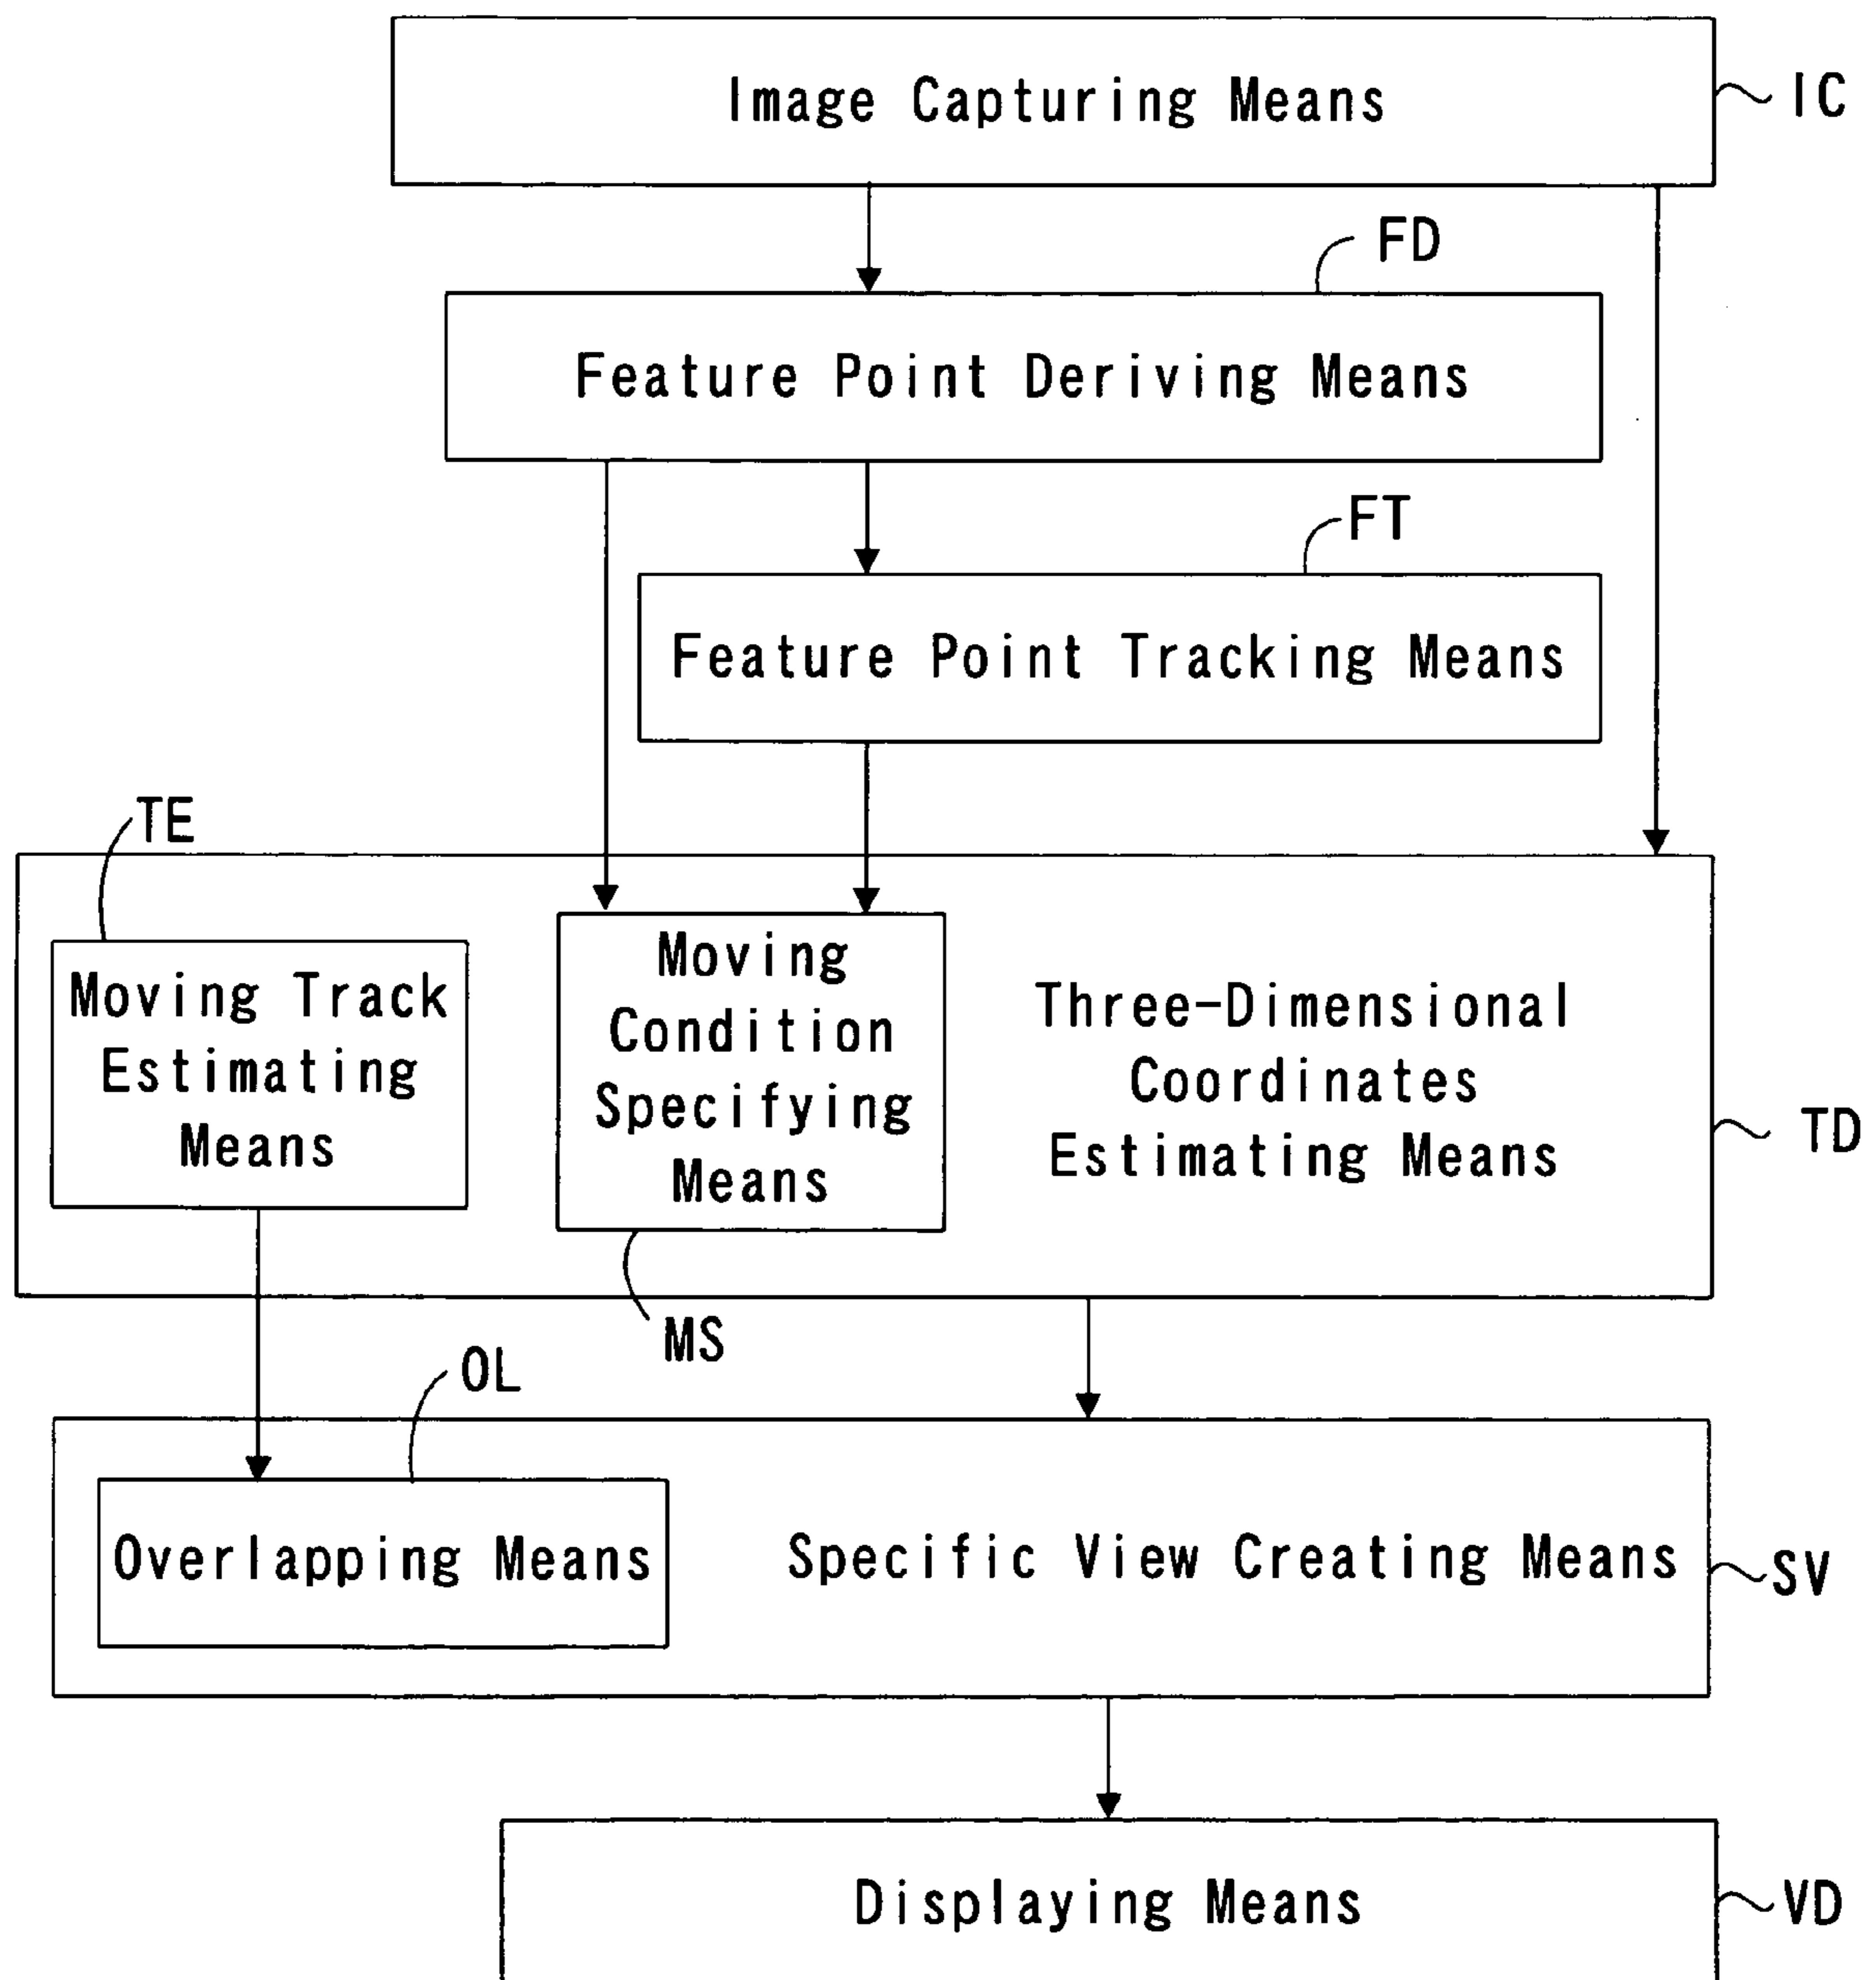 Image Capturing Means
IC
FD
Feature Point Deriving Means
FT
Feature Point Tracking Means
TE
Moving Track
Estimating
Means
Moving
Condition
Specifying
Means
Three-Dimensional
Coordinates
Estimating Means
TD
MS
OL
Overlapping Means
Specific View Creating Means
SV
Displaying Means
VD